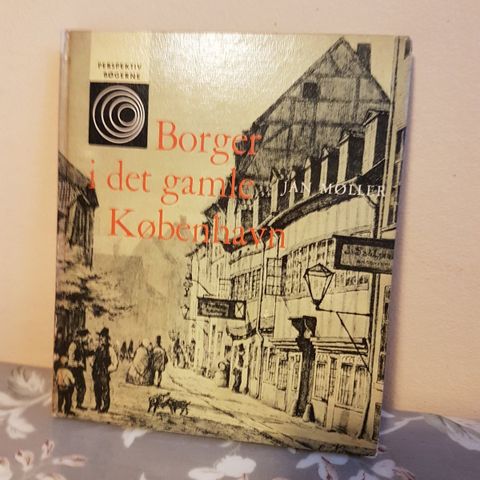 PERSPEKTIV
BØGERNE
Borger
i det gamle
København
JAN MØLLER